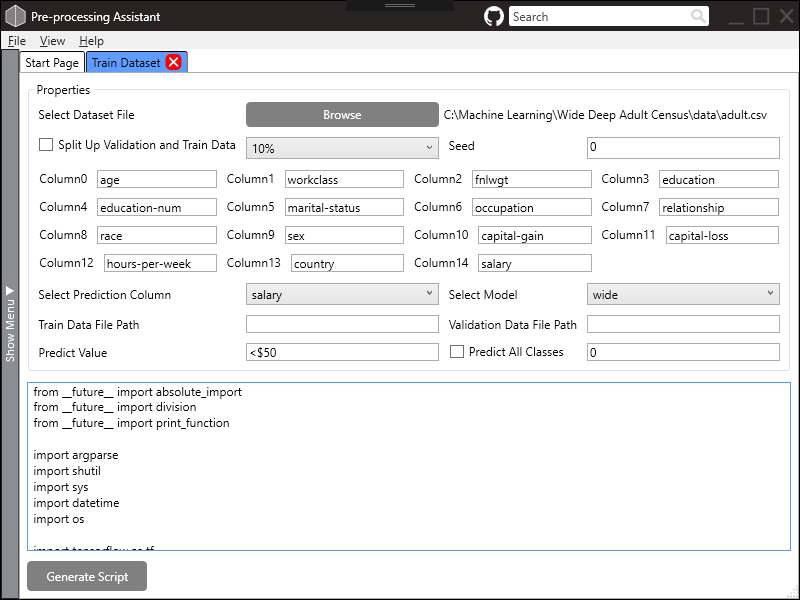 Pre-processing Assistant
Search
File View Help
Start Page Train Dataset
Show Menu
Properties
Select Dataset File Browse C:\Machine Learning\Wide Deep Adult Census\data\adult.csv
Split Up Validation and Train Data 10% Seed 0
Column0 age Column1 workclass Column2 fnlwgt Column3 education
Column4 education-num Column5 marital-status Column6 occupation Column7 relationship
Column8 race Column9 sex Column10 capital-gain Column11 capital-loss
Column12 hours-per-week Column13 country Column14 salary
Select Prediction Column salary Select Model wide
Train Data File Path Validation Data File Path
Predict Value <$50 Predict All Classes 0
from __future__ import absolute_import
from __future__ import division
from __future__ import print_function
import argparse
import shutil
import sys
import datetime
import os
import tensorflow as tf
Generate Script